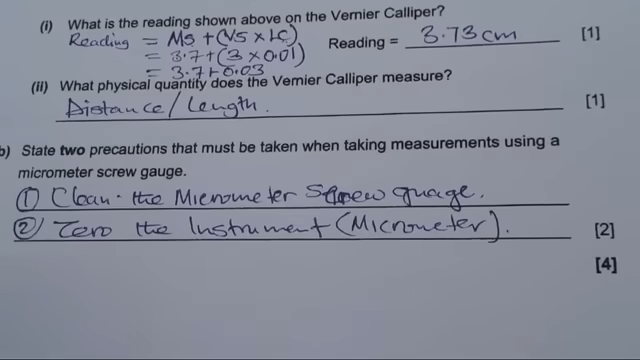 (i) What is the reading shown above on the Vernier Calliper?
Reading = MS + (VS × LC)
= 3.7 + (3 × 0.01)
= 3.7 + 0.03
Reading = 3.73 cm [1]
(ii) What physical quantity does the Vernier Calliper measure?
Distance / Length. [1]
b) State two precautions that must be taken when taking measurements using a
micrometer screw gauge.
① Clean the Micrometer Screw guage.
② Zero the Instrument (Micrometer). [2]
[4]